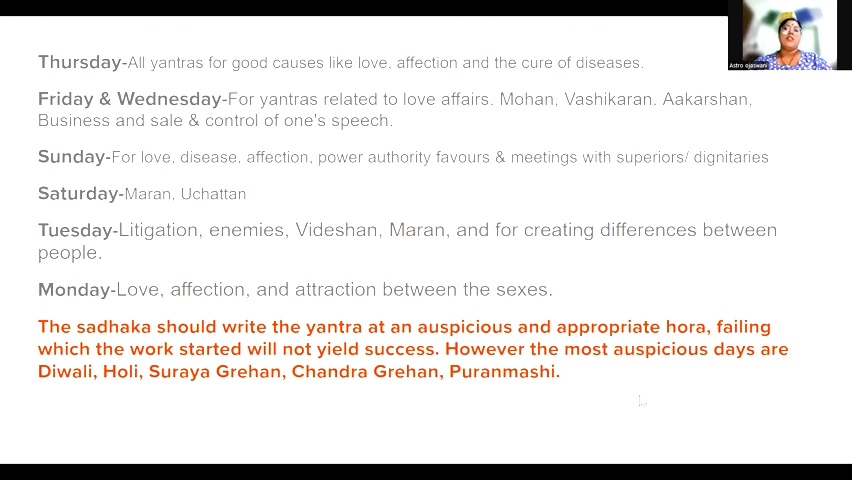 Thursday-All yantras for good causes like love, affection and the cure of diseases.
Friday & Wednesday-For yantras related to love affairs. Mohan, Vashikaran. Aakarshan,
Business and sale & control of one's speech.
Sunday-For love, disease, affection, power authority favours & meetings with superiors/ dignitaries
Saturday-Maran, Uchattan
Tuesday-Litigation, enemies, Videshan, Maran, and for creating differences between
people.
Monday-Love, affection, and attraction between the sexes.
The sadhaka should write the yantra at an auspicious and appropriate hora, failing
which the work started will not yield success. However the most auspicious days are
Diwali, Holi, Suraya Grehan, Chandra Grehan, Puranmashi.
Astro ojaswani